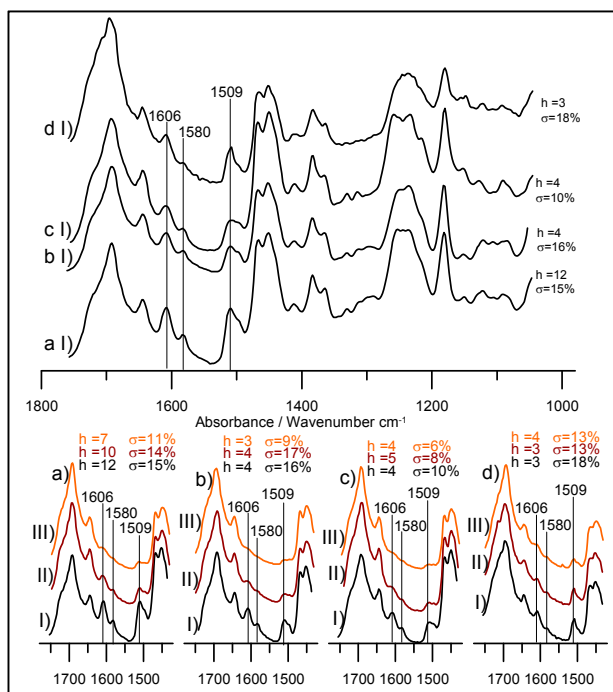 1606
1580
1509
d I)
h =3
σ=18%
c I)
h =4
σ=10%
b I)
h =4
σ=16%
a I)
h =12
σ=15%
1800 1600 1400 1200 1000
Absorbance / Wavenumber cm⁻¹
h =7 σ=11%
h =10 σ=14%
h =12 σ=15%
a)
1606
1580
1509
III)
II)
I)
1700 1600 1500
h =3 σ=9%
h =4 σ=17%
h =4 σ=16%
b)
1606
1580
1509
III)
II)
I)
1700 1600 1500
h =4 σ=6%
h =5 σ=8%
h =4 σ=10%
c)
1606
1580
1509
III)
II)
I)
1700 1600 1500
h =4 σ=13%
h =3 σ=13%
h =3 σ=18%
d)
1606
1580
1509
III)
II)
I)
1700 1600 1500